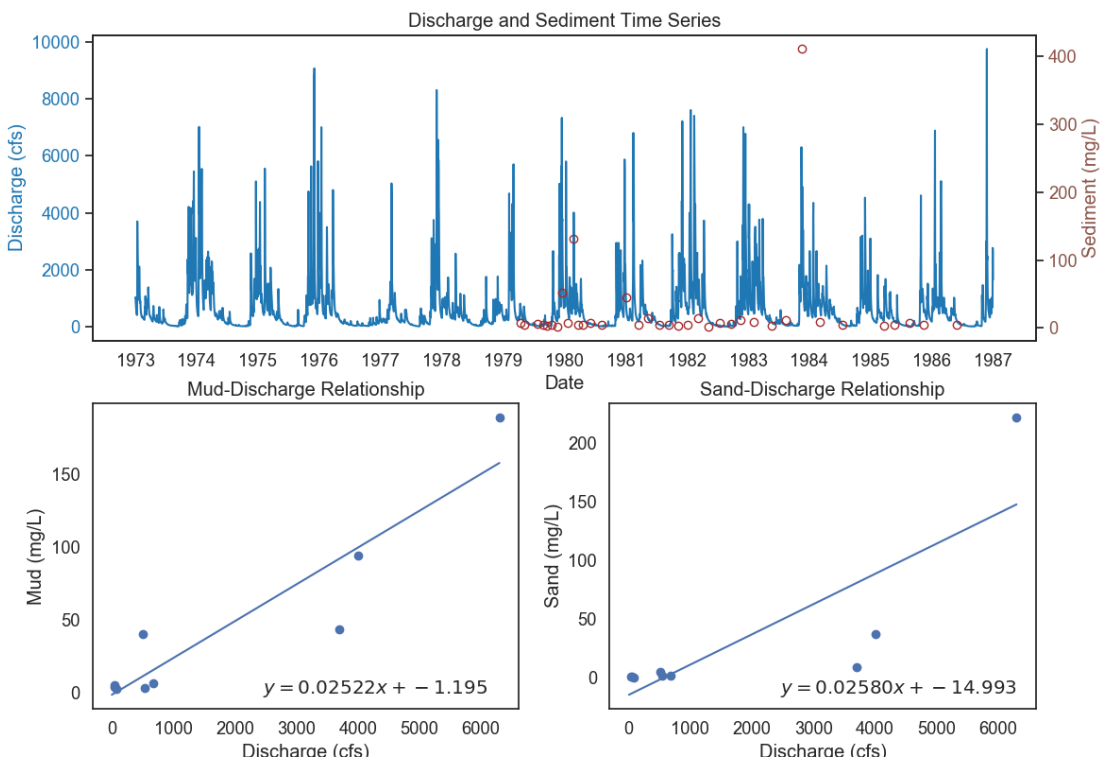 Discharge and Sediment Time Series
10000
8000
6000
4000
2000
0
Discharge (cfs)
400
300
200
100
0
Sediment (mg/L)
1973 1974 1975 1976 1977 1978 1979 1980 1981 1982 1983 1984 1985 1986 1987
Date
Mud-Discharge Relationship
150
100
50
0
Mud (mg/L)
y = 0.02522x + −1.195
0 1000 2000 3000 4000 5000 6000
Discharge (cfs)
Sand-Discharge Relationship
200
150
100
50
0
Sand (mg/L)
y = 0.02580x + −14.993
0 1000 2000 3000 4000 5000 6000
Discharge (cfs)